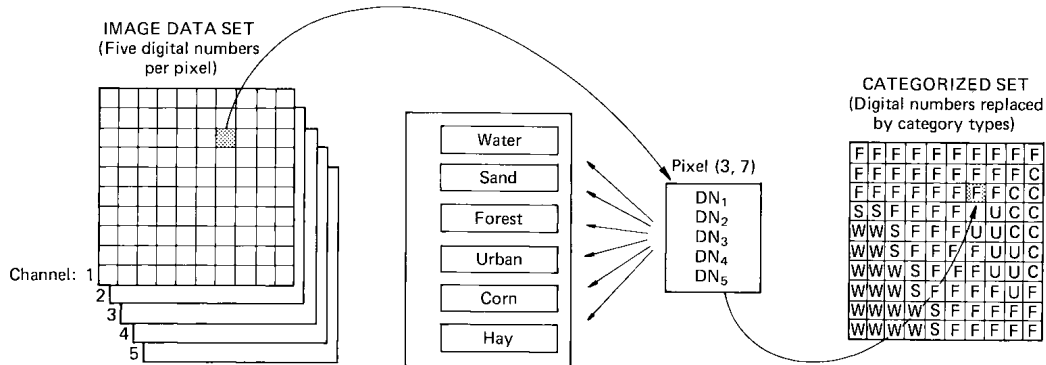 IMAGE DATA SET
(Five digital numbers
per pixel)
Channel: 1
2
3
4
5
Water
Sand
Forest
Urban
Corn
Hay
Pixel (3, 7)
DN₁
DN₂
DN₃
DN₄
DN₅
CATEGORIZED SET
(Digital numbers replaced
by category types)
F F F F F F F F F F
F F F F F F F F F C
F F F F F F F F C C
S S F F F F U C C
W W S F F F U U C C
W W S F F F F U U C
W W W S F F F U U C
W W W S F F F F U F
W W W W S F F F F F
W W W W S F F F F F